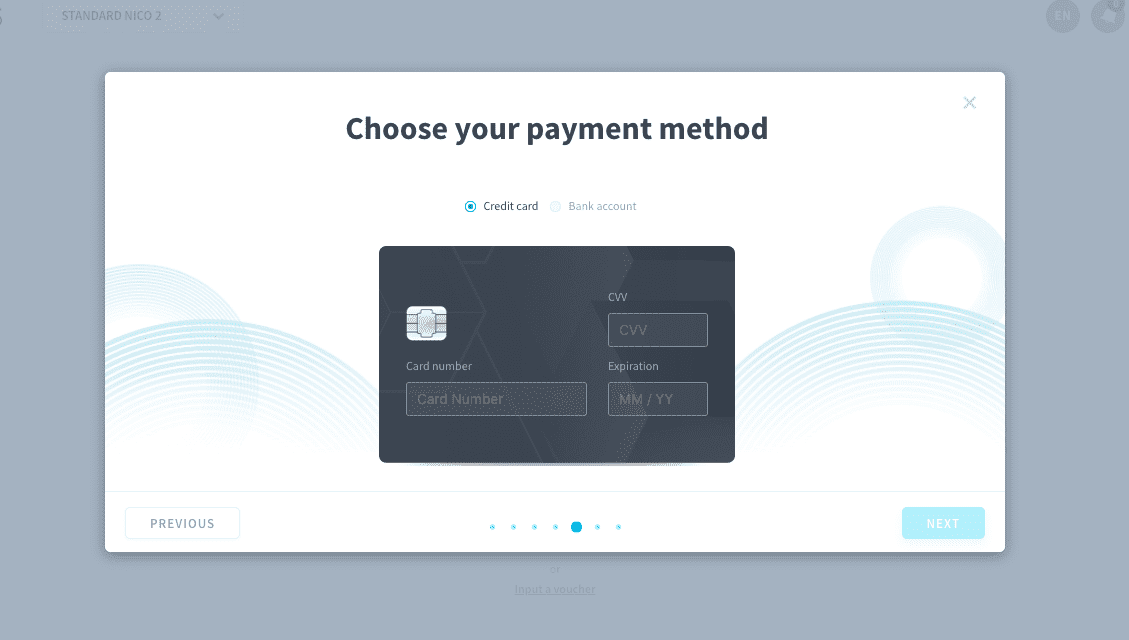 STANDARD NICO 2
EN
Choose your payment method
Credit card
Bank account
CVV
CVV
Card number
Expiration
Card Number
MM / YY
PREVIOUS
NEXT
or
Input a voucher